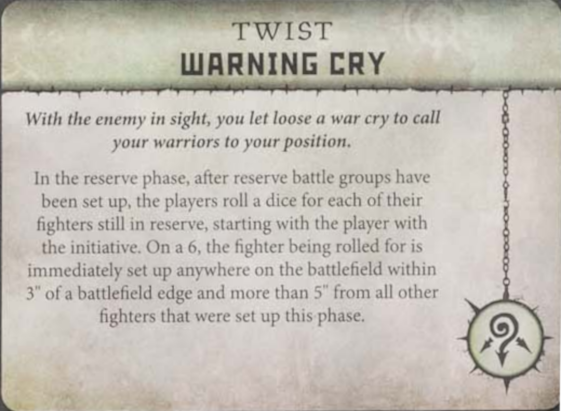 TWIST
WARNING CRY
With the enemy in sight, you let loose a war cry to call
your warriors to your position.
In the reserve phase, after reserve battle groups have
been set up, the players roll a dice for each of their
fighters still in reserve, starting with the player with
the initiative. On a 6, the fighter being rolled for is
immediately set up anywhere on the battlefield within
3" of a battlefield edge and more than 5" from all other
fighters that were set up this phase.